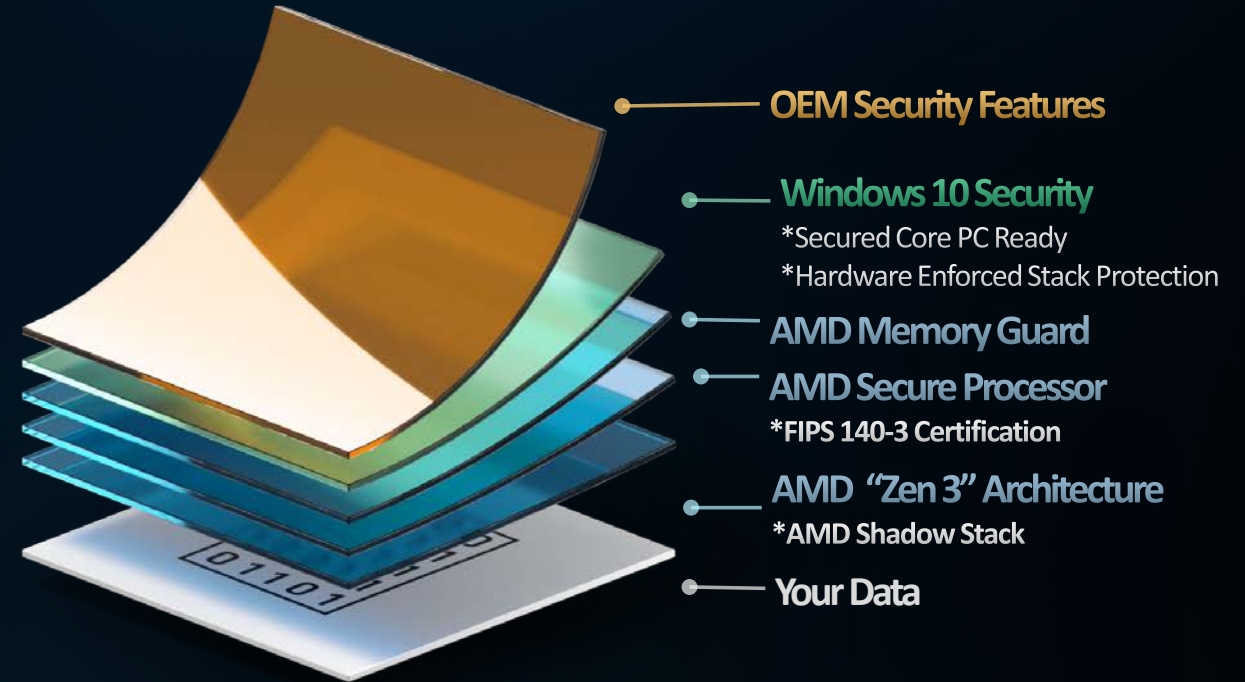 OEM Security Features
Windows 10 Security
*Secured Core PC Ready
*Hardware Enforced Stack Protection
AMD Memory Guard
AMD Secure Processor
*FIPS 140-3 Certification
AMD “Zen 3” Architecture
*AMD Shadow Stack
Your Data
01101